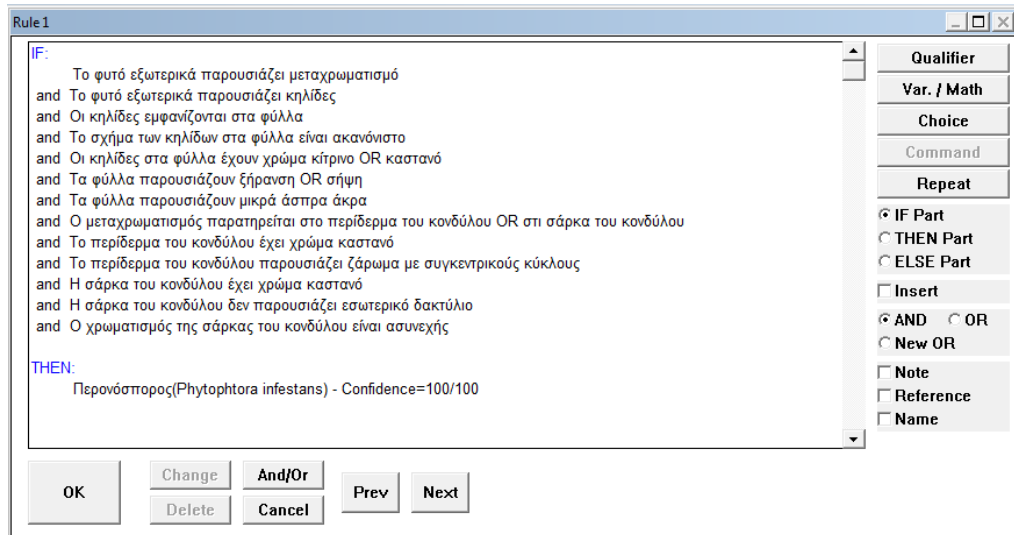 Rule 1
IF:
Το φυτό εξωτερικά παρουσιάζει μεταχρωματισμό
and Το φυτό εξωτερικά παρουσιάζει κηλίδες
and Οι κηλίδες εμφανίζονται στα φύλλα
and Το σχήμα των κηλίδων στα φύλλα είναι ακανόνιστο
and Οι κηλίδες στα φύλλα έχουν χρώμα κίτρινο OR καστανό
and Τα φύλλα παρουσιάζουν ξήρανση OR σήψη
and Τα φύλλα παρουσιάζουν μικρά άσπρα άκρα
and Ο μεταχρωματισμός παρατηρείται στο περίδερμα του κονδύλου OR στι σάρκα του κονδύλου
and Το περίδερμα του κονδύλου έχει χρώμα καστανό
and Το περίδερμα του κονδύλου παρουσιάζει ζάρωμα με συγκεντρικούς κύκλους
and Η σάρκα του κονδύλου έχει χρώμα καστανό
and Η σάρκα του κονδύλου δεν παρουσιάζει εσωτερικό δακτύλιο
and Ο χρωματισμός της σάρκας του κονδύλου είναι ασυνεχής
THEN:
Περονόσπορος(Phytophtora infestans) - Confidence=100/100
Qualifier
Var. / Math
Choice
Command
Repeat
IF Part
THEN Part
ELSE Part
Insert
AND OR
New OR
Note
Reference
Name
OK
Change And/Or
Delete Cancel
Prev Next